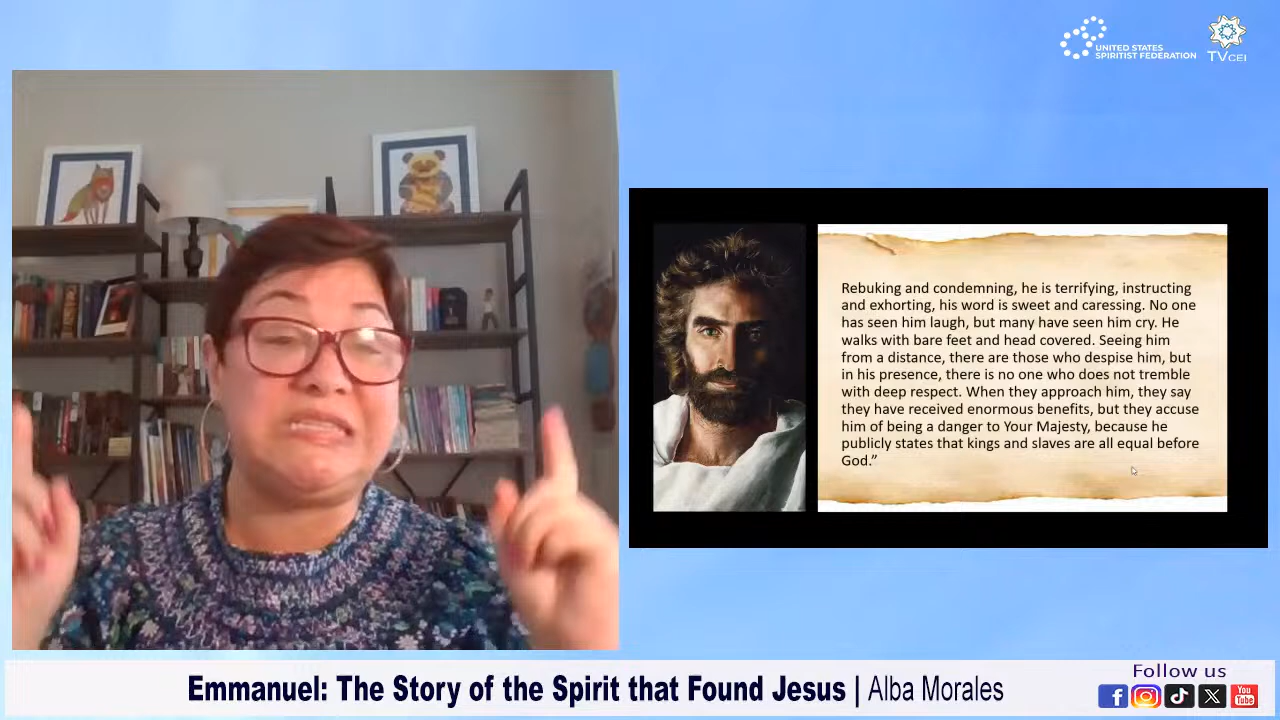 UNITED STATES
SPIRITIST FEDERATION
TVCEI
Rebuking and condemning, he is terrifying, instructing
and exhorting, his word is sweet and caressing. No one
has seen him laugh, but many have seen him cry. He
walks with bare feet and head covered. Seeing him
from a distance, there are those who despise him, but
in his presence, there is no one who does not tremble
with deep respect. When they approach him, they say
they have received enormous benefits, but they accuse
him of being a danger to Your Majesty, because he
publicly states that kings and slaves are all equal before
God.”
Emmanuel: The Story of the Spirit that Found Jesus | Alba Morales
Follow us
You
Tube